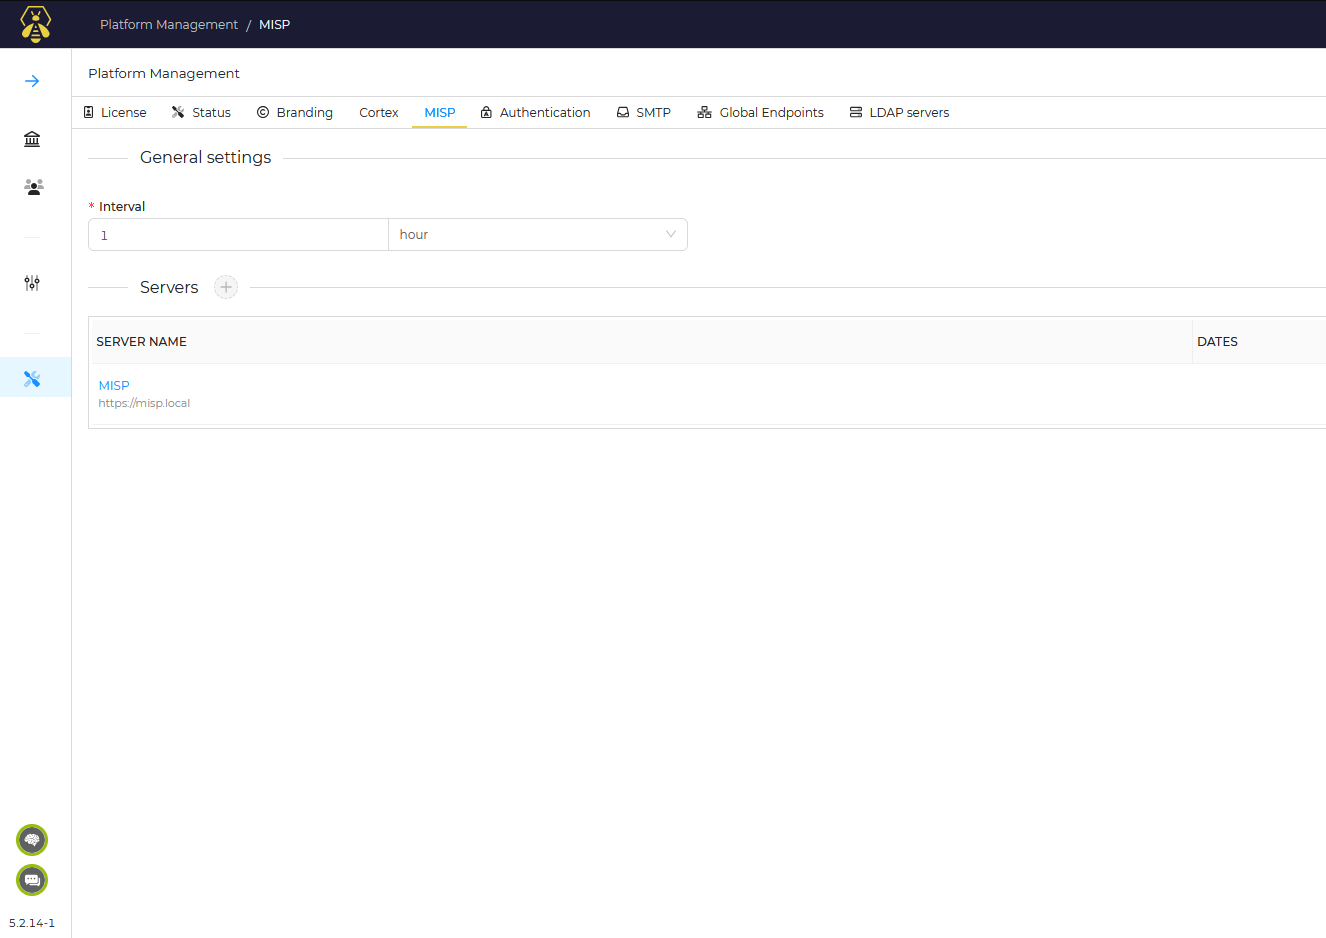 Platform Management / MISP
Platform Management
License Status Branding Cortex MISP Authentication SMTP Global Endpoints LDAP servers
General settings
* Interval
1 hour
Servers
SERVER NAME DATES
MISP
https://misp.local
5.2.14-1